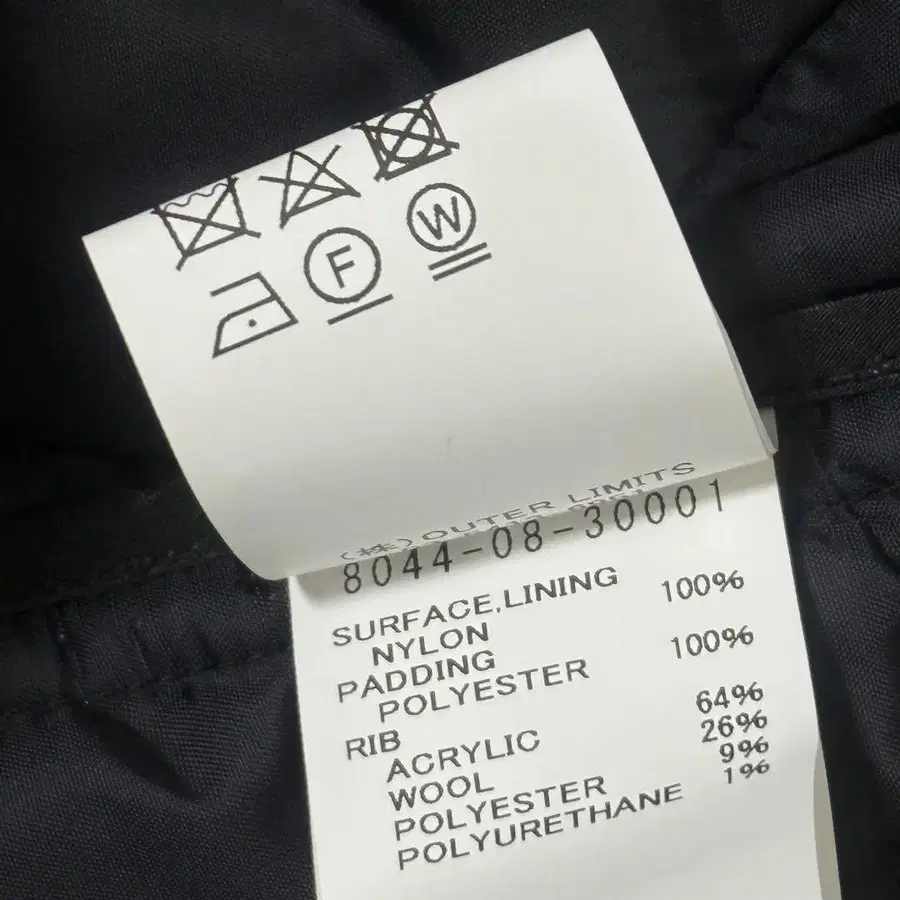 F
W
(株)OUTER LIMITS
8044-08-30001
SURFACE,LINING
NYLON 100%
PADDING
POLYESTER 100%
RIB
ACRYLIC 64%
WOOL 26%
POLYESTER 9%
POLYURETHANE 1%